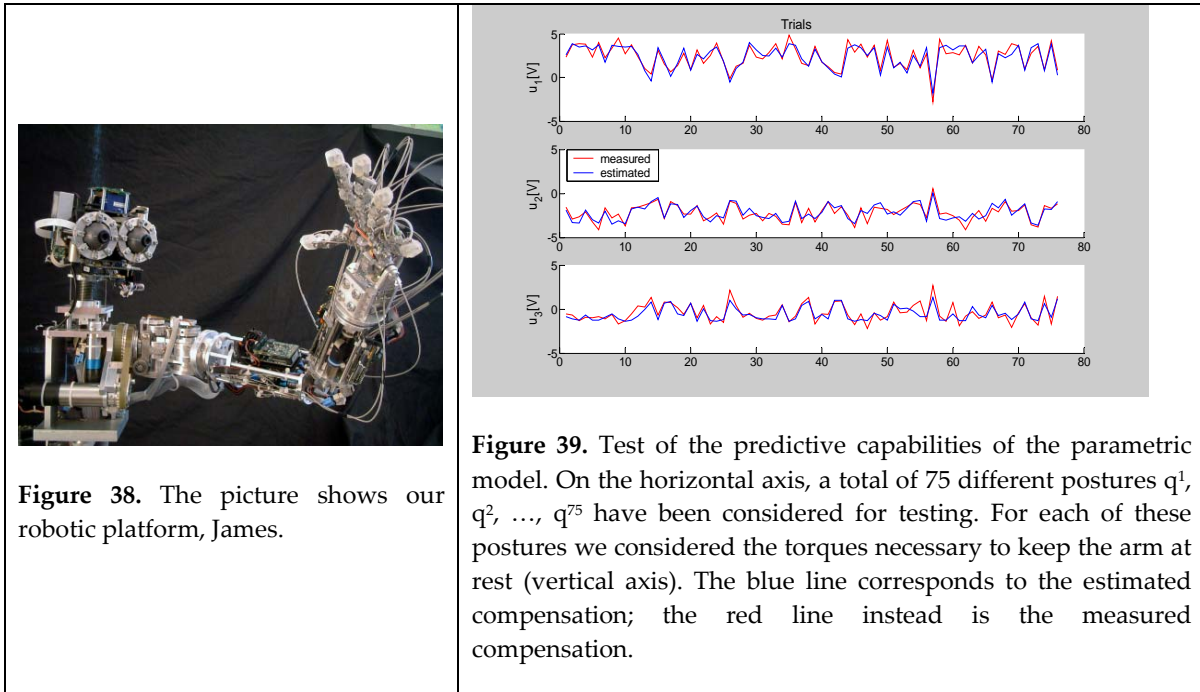 Figure 38. The picture shows our
robotic platform, James.
Trials
5
0
-5
u1[V]
0 10 20 30 40 50 60 70 80
measured
estimated
5
0
-5
u2[V]
0 10 20 30 40 50 60 70 80
5
0
-5
u3[V]
0 10 20 30 40 50 60 70 80
Figure 39. Test of the predictive capabilities of the parametric
model. On the horizontal axis, a total of 75 different postures q¹,
q², …, q⁷⁵ have been considered for testing. For each of these
postures we considered the torques necessary to keep the arm at
rest (vertical axis). The blue line corresponds to the estimated
compensation; the red line instead is the measured
compensation.